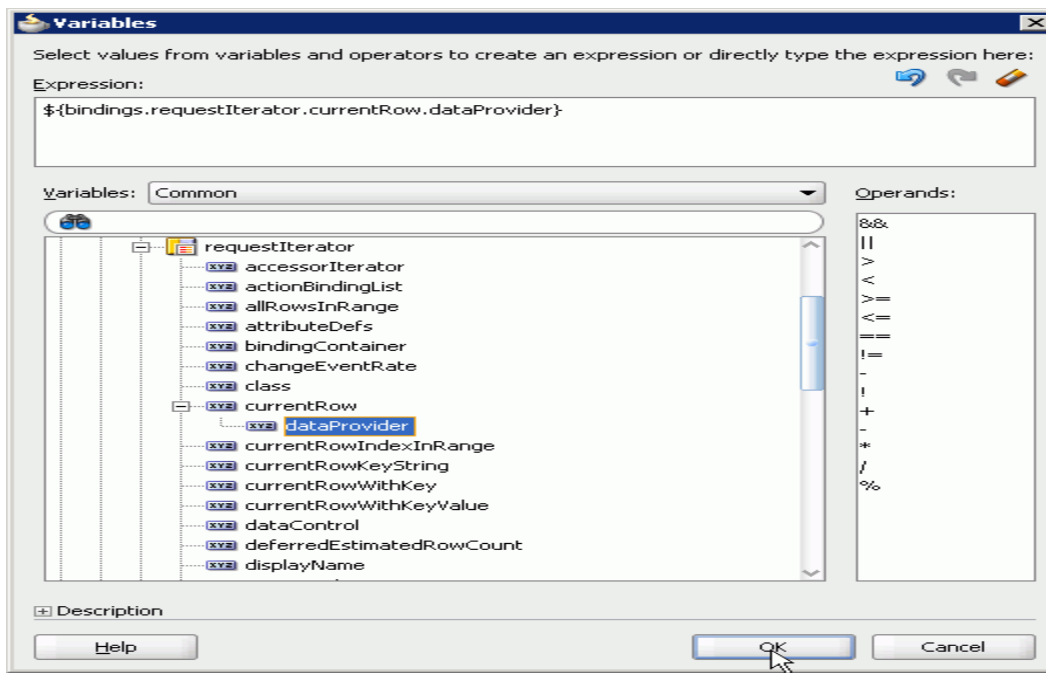 Variables
Select values from variables and operators to create an expression or directly type the expression here:
Expression:
${bindings.requestIterator.currentRow.dataProvider}
Variables: Common
Operands:
requestIterator
accessorIterator
actionBindingList
allRowsInRange
attributeDefs
bindingContainer
changeEventRate
class
currentRow
dataProvider
currentRowIndexInRange
currentRowKeyString
currentRowWithKey
currentRowWithKeyValue
dataControl
deferredEstimatedRowCount
displayName
&&
||
>
<
>=
<=
==
!=
-
!
+
-
*
/
%
Description
Help
OK
Cancel